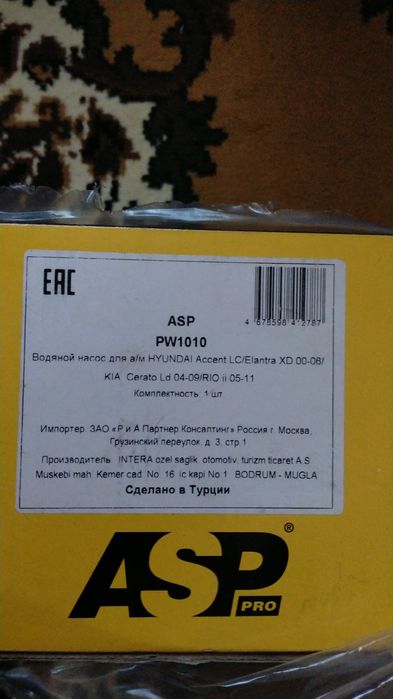 EAC
ASP
4 678598 412787
PW1010
Водяной насос для а/м HYUNDAI Accent LC/Elantra XD 00-06/
KIA Cerato Ld 04-09/RIO ii 05-11
Комплектность: 1 шт
Импортер: ЗАО «Р и А Партнер Консалтинг» Россия г. Москва,
Грузинский переулок, д. 3, стр 1
Производитель: INTERA ozel saglik, otomotiv, turizm ticaret A.S
Muskebi mah. Kemer cad. No. 16 ic kapi No 1 BODRUM - MUGLA
Сделано в Турции
ASP®
PRO